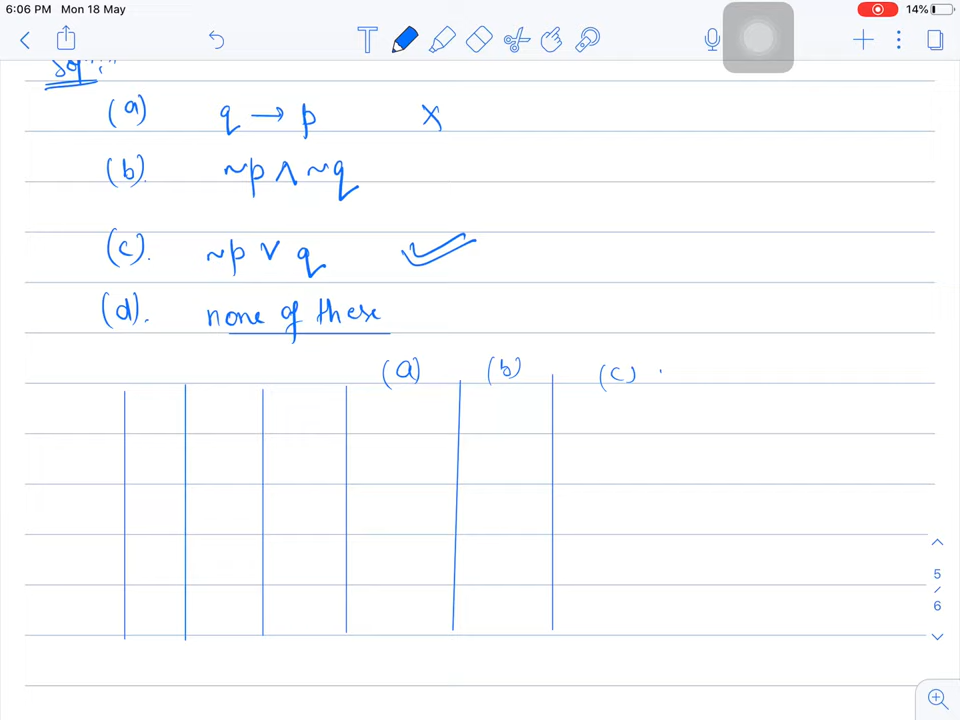 6:06 PM Mon 18 May 14%
(a) q → p x
(b). ~p ∧ ~q
(c). ~p ∨ q
(d). none of these
(a) (b) (c)
5
/
6